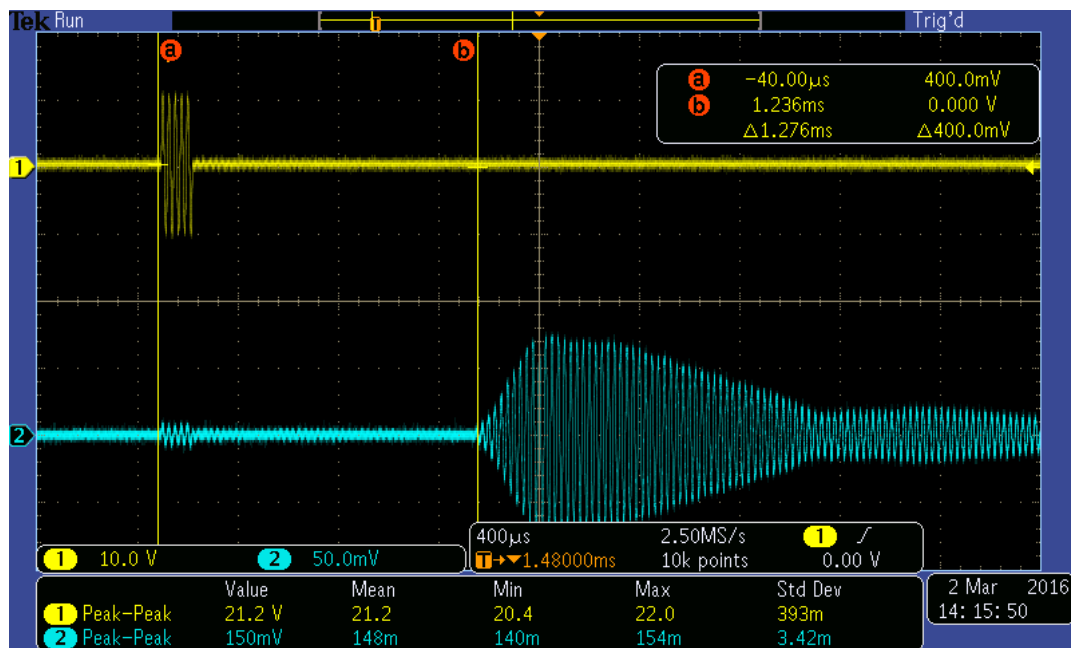 Tek Run Trig'd
a b
a −40.00µs 400.0mV
b 1.236ms 0.000 V
△1.276ms △400.0mV
1
2
400µs 2.50MS/s 1 ƒ
1 10.0 V 2 50.0mV T→▼1.48000ms 10k points 0.00 V
Value Mean Min Max Std Dev
1 Peak−Peak 21.2 V 21.2 20.4 22.0 393m
2 Peak−Peak 150mV 148m 140m 154m 3.42m
2 Mar 2016
14:15:50